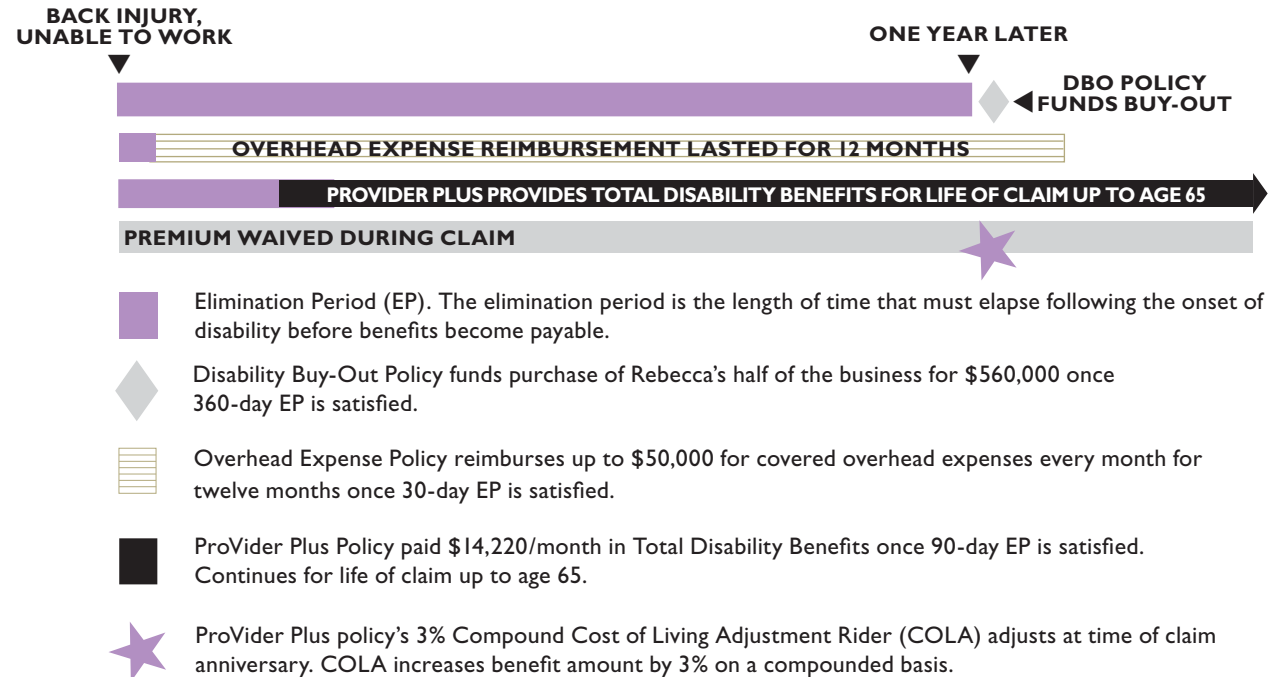 BACK INJURY,
UNABLE TO WORK
ONE YEAR LATER
DBO POLICY
FUNDS BUY-OUT
OVERHEAD EXPENSE REIMBURSEMENT LASTED FOR 12 MONTHS
PROVIDER PLUS PROVIDES TOTAL DISABILITY BENEFITS FOR LIFE OF CLAIM UP TO AGE 65
PREMIUM WAIVED DURING CLAIM
Elimination Period (EP). The elimination period is the length of time that must elapse following the onset of
disability before benefits become payable.
Disability Buy-Out Policy funds purchase of Rebecca's half of the business for $560,000 once
360-day EP is satisfied.
Overhead Expense Policy reimburses up to $50,000 for covered overhead expenses every month for
twelve months once 30-day EP is satisfied.
ProVider Plus Policy paid $14,220/month in Total Disability Benefits once 90-day EP is satisfied.
Continues for life of claim up to age 65.
ProVider Plus policy's 3% Compound Cost of Living Adjustment Rider (COLA) adjusts at time of claim
anniversary. COLA increases benefit amount by 3% on a compounded basis.